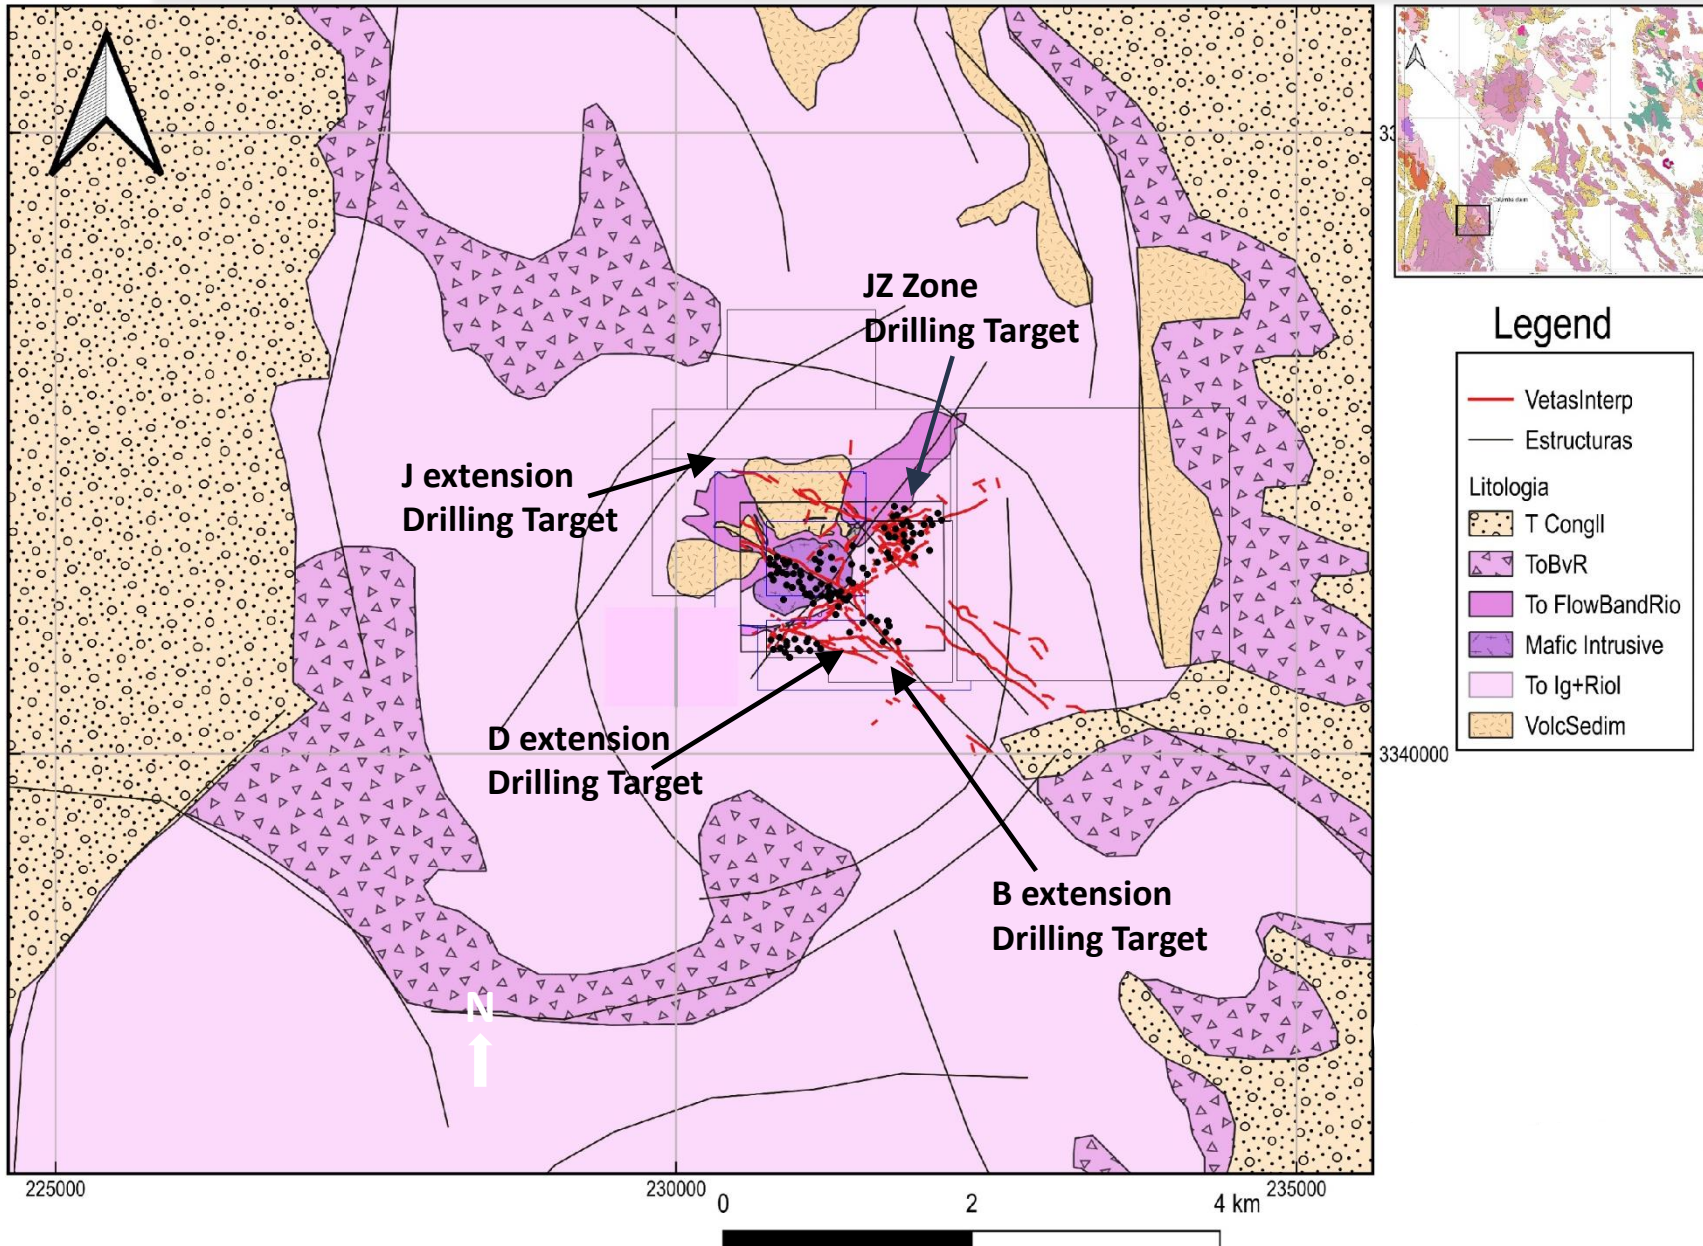 JZ Zone
Drilling Target
J extension
Drilling Target
D extension
Drilling Target
B extension
Drilling Target
N
225000
230000
235000
3340000
0
2
4 km
Legend
VetasInterp
Estructuras
Litologia
T Congll
ToBvR
To FlowBandRio
Mafic Intrusive
To Ig+Riol
VolcSedim